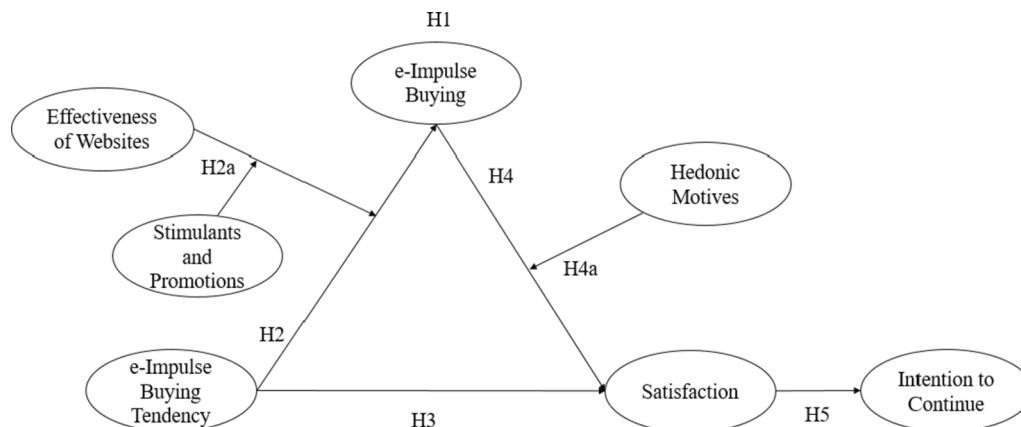 H1
e-Impulse
Buying
Effectiveness
of Websites
H2a
H4
Hedonic
Motives
Stimulants
and
Promotions
H4a
H2
e-Impulse
Buying
Tendency
H3
Satisfaction
H5
Intention to
Continue